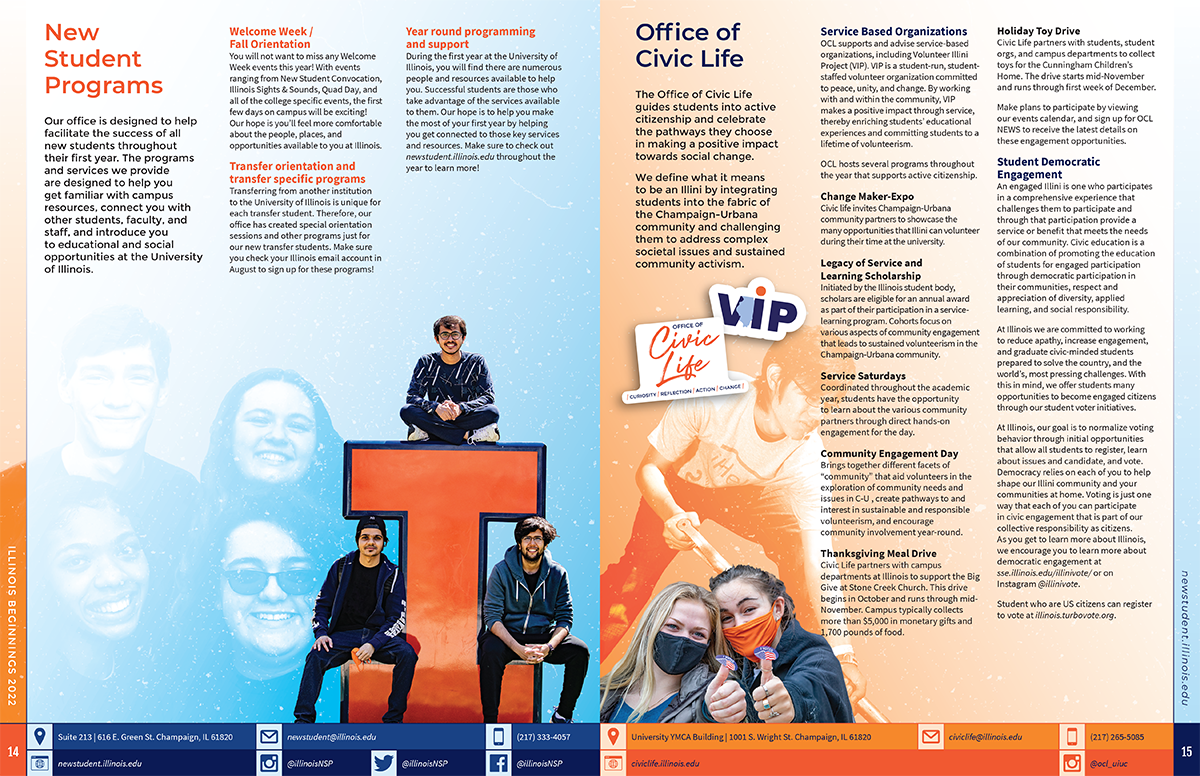 New
Student
Programs
Our office is designed to help
facilitate the success of all
new students throughout
their first year. The programs
and services we provide
are designed to help you
get familiar with campus
resources, connect you with
other students, faculty, and
staff, and introduce you
to educational and social
opportunities at the University
of Illinois.
Welcome Week /
Fall Orientation
You will not want to miss any Welcome
Week events this year! With events
ranging from New Student Convocation,
Illinois Sights & Sounds, Quad Day, and
all of the college specific events, the first
few days on campus will be exciting!
Our hope is you'll feel more comfortable
about the people, places, and
opportunities available to you at Illinois.
Transfer orientation and
transfer specific programs
Transferring from another institution
to the University of Illinois is unique for
each transfer student. Therefore, our
office has created special orientation
sessions and other programs just for
our new transfer students. Make sure
you check your Illinois email account in
August to sign up for these programs!
Year round programming
and support
During the first year at the University of
Illinois, you will find there are numerous
people and resources available to help
you. Successful students are those who
take advantage of the services available
to them. Our hope is to help you make
the most of your first year by helping
you get connected to those key services
and resources. Make sure to check out
newstudent.illinois.edu throughout the
year to learn more!
ILLINOIS BEGINNINGS 2022
14
Suite 213 | 616 E. Green St. Champaign, IL 61820
newstudent@illinois.edu
(217) 333-4057
newstudent.illinois.edu
@illinoisNSP
@illinoisNSP
@illinoisNSP
Office of
Civic Life
The Office of Civic Life
guides students into active
citizenship and celebrate
the pathways they choose
in making a positive impact
towards social change.
We define what it means
to be an Illini by integrating
students into the fabric of
the Champaign-Urbana
community and challenging
them to address complex
societal issues and sustained
community activism.
VIP
OFFICE OF
Civic
Life
| CURIOSITY | REFLECTION | ACTION | CHANGE |
Service Based Organizations
OCL supports and advise service-based
organizations, including Volunteer Illini
Project (VIP). VIP is a student-run, student-
staffed volunteer organization committed
to peace, unity, and change. By working
with and within the community, VIP
makes a positive impact through service,
thereby enriching students' educational
experiences and committing students to a
lifetime of volunteerism.
OCL hosts several programs throughout
the year that supports active citizenship.
Change Maker-Expo
Civic life invites Champaign-Urbana
community partners to showcase the
many opportunities that Illini can volunteer
during their time at the university.
Legacy of Service and
Learning Scholarship
Initiated by the Illinois student body,
scholars are eligible for an annual award
as part of their participation in a service-
learning program. Cohorts focus on
various aspects of community engagement
that leads to sustained volunteerism in the
Champaign-Urbana community.
Service Saturdays
Coordinated throughout the academic
year, students have the opportunity
to learn about the various community
partners through direct hands-on
engagement for the day.
Community Engagement Day
Brings together different facets of
“community” that aid volunteers in the
exploration of community needs and
issues in C-U , create pathways to and
interest in sustainable and responsible
volunteerism, and encourage
community involvement year-round.
Thanksgiving Meal Drive
Civic Life partners with campus
departments at Illinois to support the Big
Give at Stone Creek Church. This drive
begins in October and runs through mid-
November. Campus typically collects
more than $5,000 in monetary gifts and
1,700 pounds of food.
Holiday Toy Drive
Civic Life partners with students, student
orgs, and campus departments to collect
toys for the Cunningham Children's
Home. The drive starts mid-November
and runs through first week of December.
Make plans to participate by viewing
our events calendar, and sign up for OCL
NEWS to receive the latest details on
these engagement opportunities.
Student Democratic
Engagement
An engaged Illini is one who participates
in a comprehensive experience that
challenges them to participate and
through that participation provide a
service or benefit that meets the needs
of our community. Civic education is a
combination of promoting the education
of students for engaged participation
through democratic participation in
their communities, respect and
appreciation of diversity, applied
learning, and social responsibility.
At Illinois we are committed to working
to reduce apathy, increase engagement,
and graduate civic-minded students
prepared to solve the country, and the
world's, most pressing challenges. With
this in mind, we offer students many
opportunities to become engaged citizens
through our student voter initiatives.
At Illinois, our goal is to normalize voting
behavior through initial opportunities
that allow all students to register, learn
about issues and candidate, and vote.
Democracy relies on each of you to help
shape our Illini community and your
communities at home. Voting is just one
way that each of you can participate
in civic engagement that is part of our
collective responsibility as citizens.
As you get to learn more about Illinois,
we encourage you to learn more about
democratic engagement at
sse.illinois.edu/illinivote/ or on
Instagram @illinivote.
Student who are US citizens can register
to vote at illinois.turbovote.org.
newstudent.illinois.edu
University YMCA Building | 1001 S. Wright St. Champaign, IL 61820
civiclife@illinois.edu
(217) 265-5085
civiclife.illinois.edu
@ocl_uiuc
15